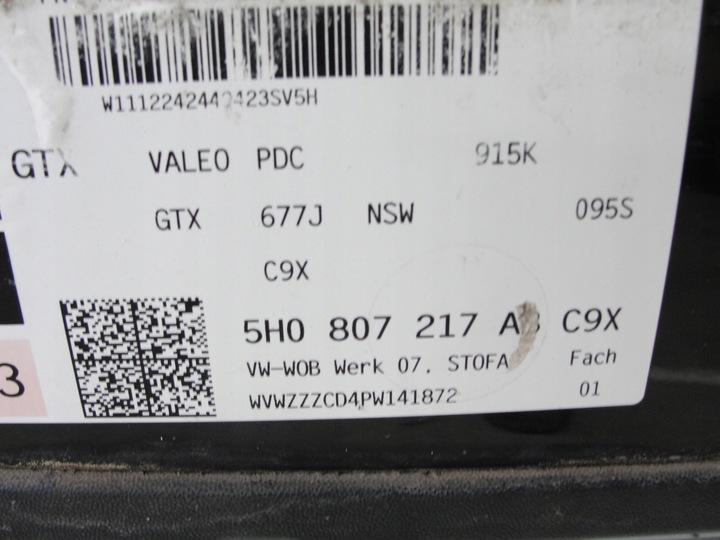 W1112242440423SV5H
GTX VALEO PDC 915K
GTX 677J NSW 095S
C9X
5H0 807 217 C9X
VW-WOB Werk 07. STOFA Fach
WVWZZZCD4PW141872 01
3